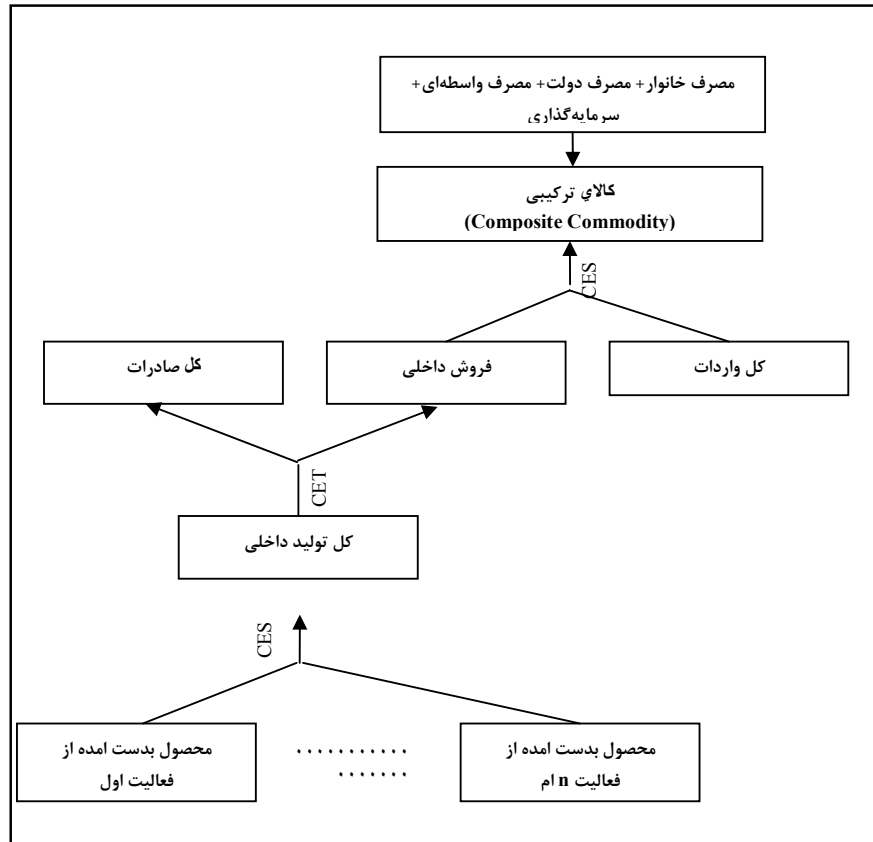 مصرف خانوار+ مصرف دولت+ مصرف واسطه‌ای+
سرمایه‌گذاری
کالاي ترکیبی
(Composite Commodity)
CES
کل صادرات
فروش داخلی
کل واردات
CET
کل تولید داخلی
CES
محصول بدست امده از
فعالیت اول
...........
.......
محصول بدست امده از
فعالیت n ام